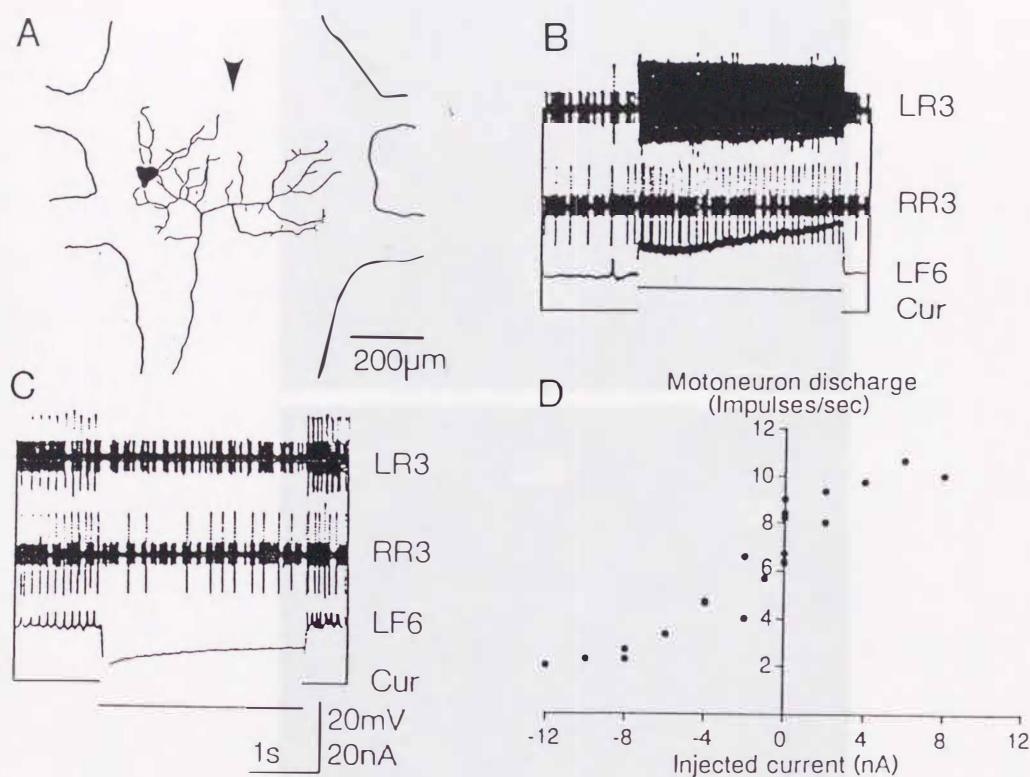 A
200µm
B
LR3
RR3
LF6
Cur
C
LR3
RR3
LF6
Cur
20mV
1s 20nA
D
Motoneuron discharge
(Impulses/sec)
12
10
8
6
4
2
-12 -8 -4 0 4 8 12
Injected current (nA)